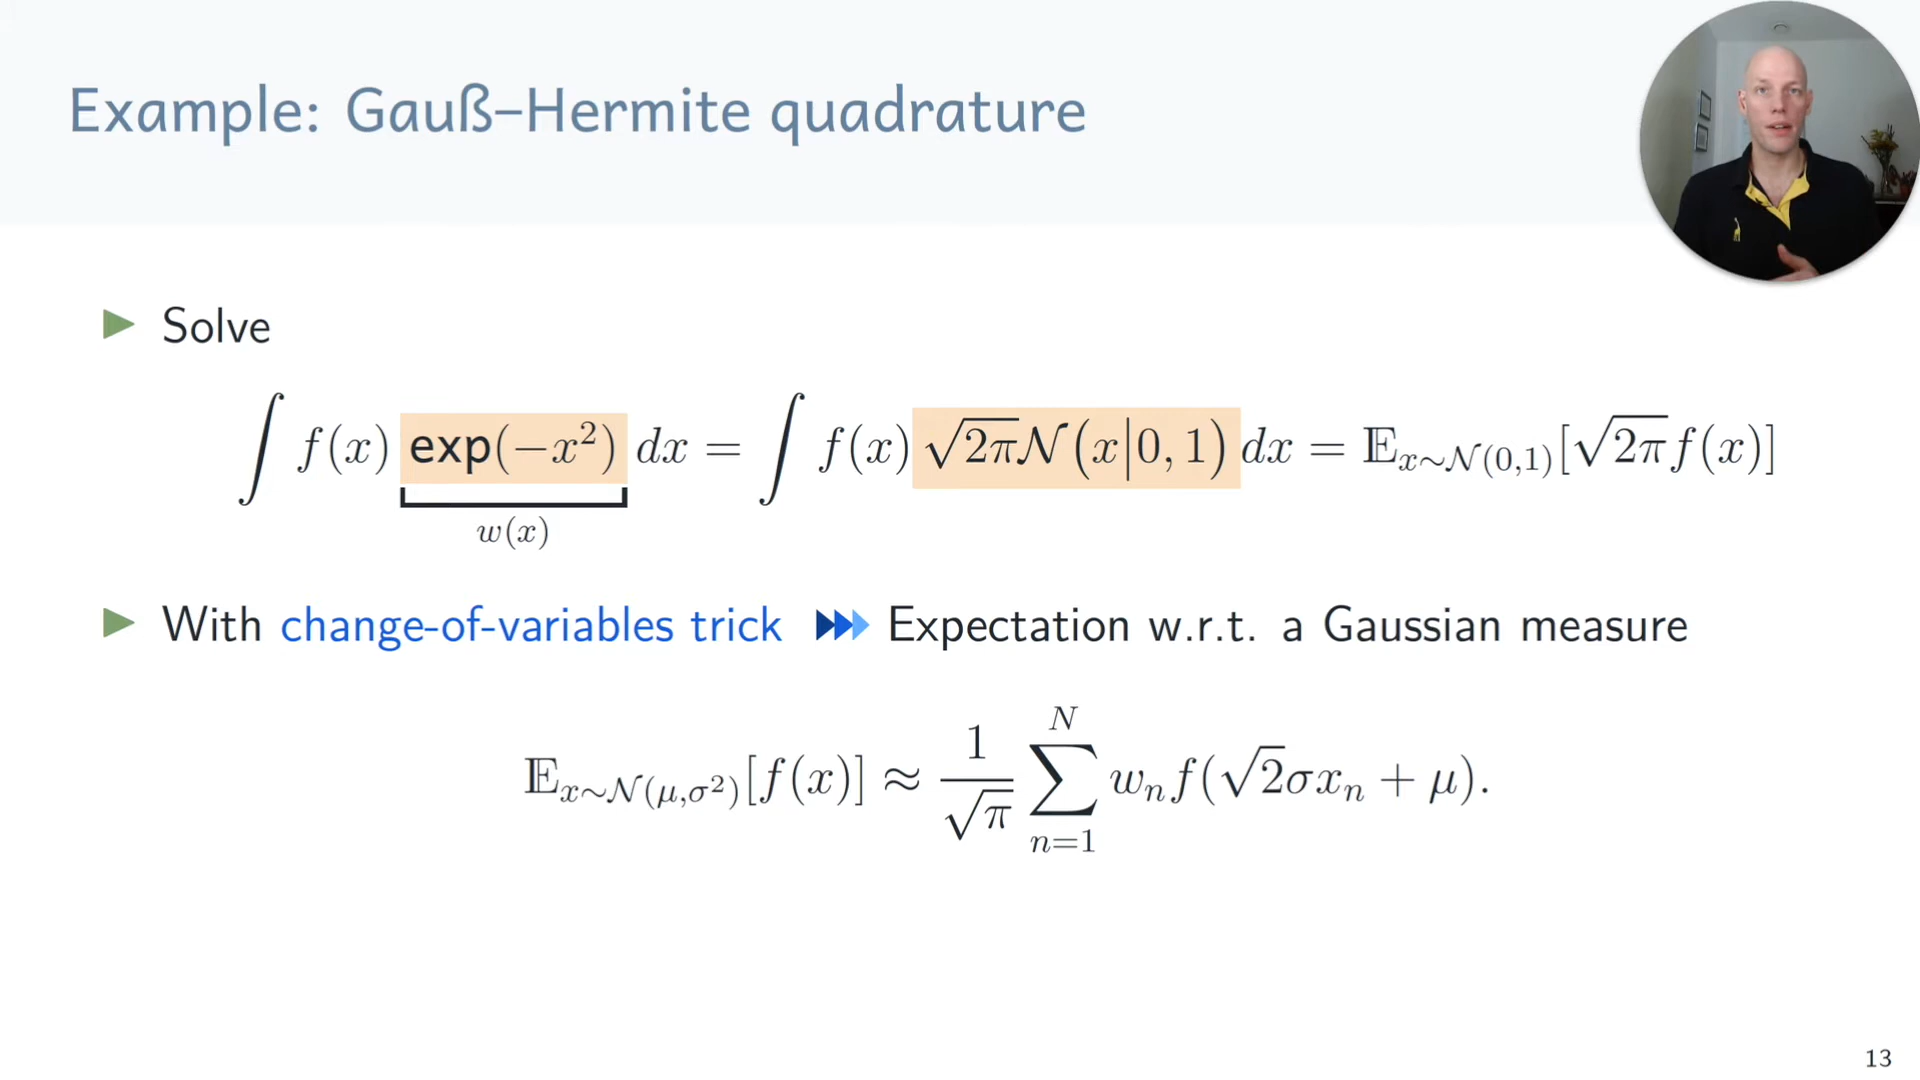 Example: Gauß–Hermite quadrature
▶ Solve
∫ f(x) exp(−x²) dx = ∫ f(x) √2π𝒩(x|0, 1) dx = 𝔼_{x∼𝒩(0,1)}[√2π f(x)]
w(x)
▶ With change-of-variables trick ▶▶▶ Expectation w.r.t. a Gaussian measure
𝔼_{x∼𝒩(μ,σ²)}[f(x)] ≈ 1/√π ∑_{n=1}^{N} w_n f(√2σx_n + μ).
13